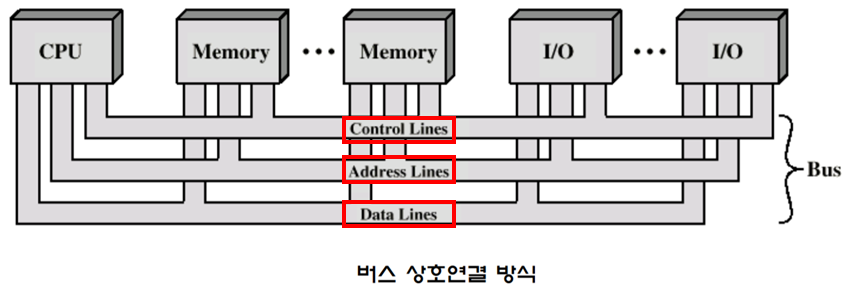 CPU Memory ••• Memory I/O ••• I/O
Control Lines
Address Lines
Bus
Data Lines
버스 상호연결 방식